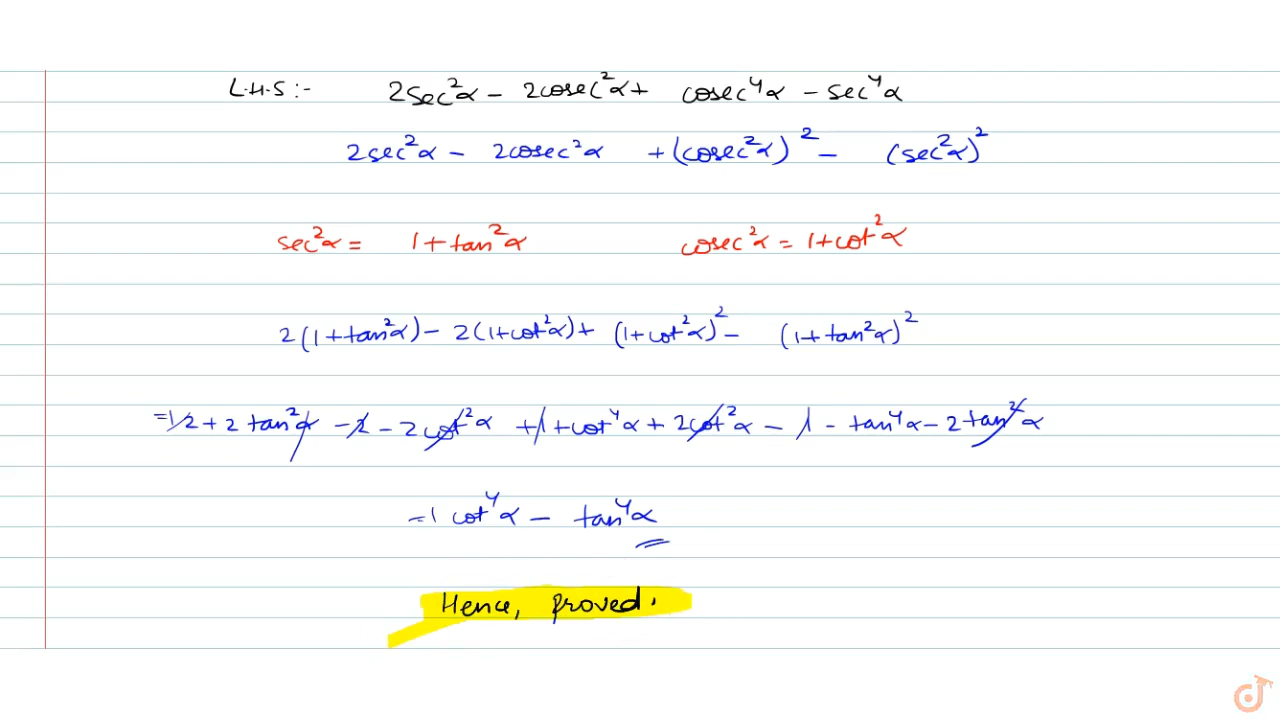 L.H.S :- 2sec²α - 2cosec²α + cosec⁴α - sec⁴α
2sec²α - 2cosec²α + (cosec²α)² - (sec²α)²
sec²α = 1 + tan²α cosec²α = 1 + cot²α
2(1 + tan²α) - 2(1 + cot²α) + (1 + cot²α)² - (1 + tan²α)²
= 2 + 2tan²α - 2 - 2cot²α + 1 + cot⁴α + 2cot²α - 1 - tan⁴α - 2tan²α
= cot⁴α - tan⁴α
Hence, proved.